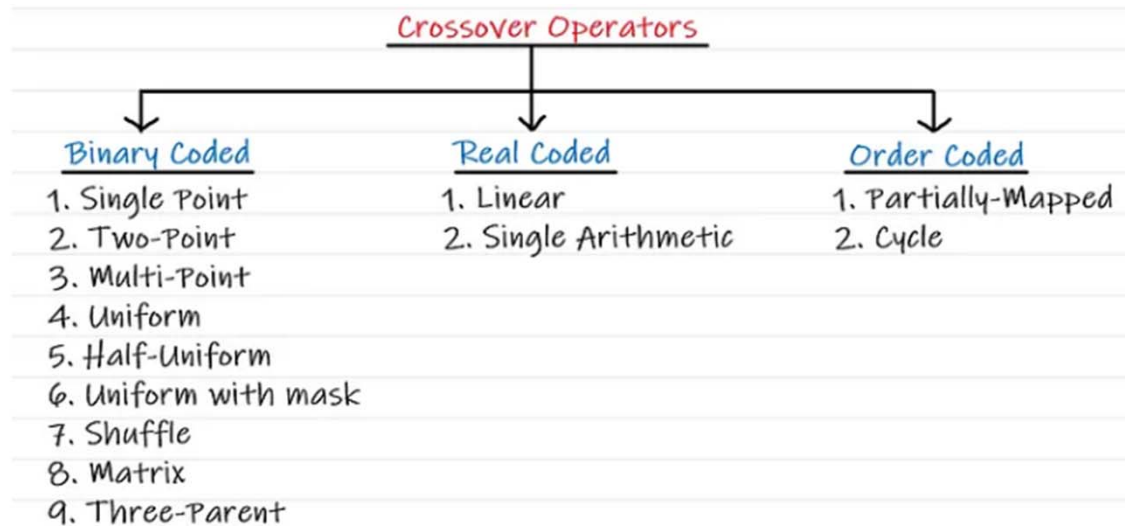 Crossover Operators
Binary Coded
1. Single Point
2. Two-Point
3. Multi-Point
4. Uniform
5. Half-Uniform
6. Uniform with mask
7. Shuffle
8. Matrix
9. Three-Parent
Real Coded
1. Linear
2. Single Arithmetic
Order Coded
1. Partially-Mapped
2. Cycle